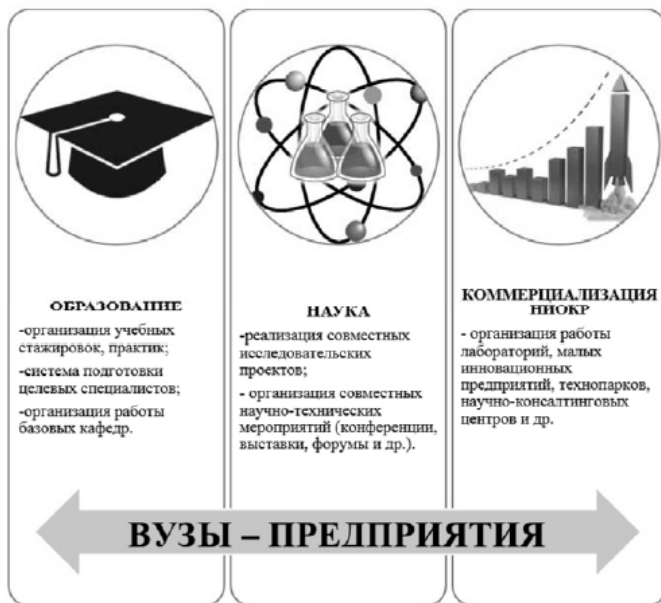 ОБРАЗОВАНИЕ
-организация учебных
стажировок, практик;
-система подготовки
целевых специалистов;
-организация работы
базовых кафедр.
НАУКА
-реализация совместных
исследовательских
проектов;
- организация совместных
научно-технических
мероприятий (конференции,
выставки, форумы и др.).
КОММЕРЦИАЛИЗАЦИЯ
НИОКР
- организация работы
лабораторий, малых
инновационных
предприятий, технопарков,
научно-консалтинговых
центров и др.
ВУЗЫ – ПРЕДПРИЯТИЯ